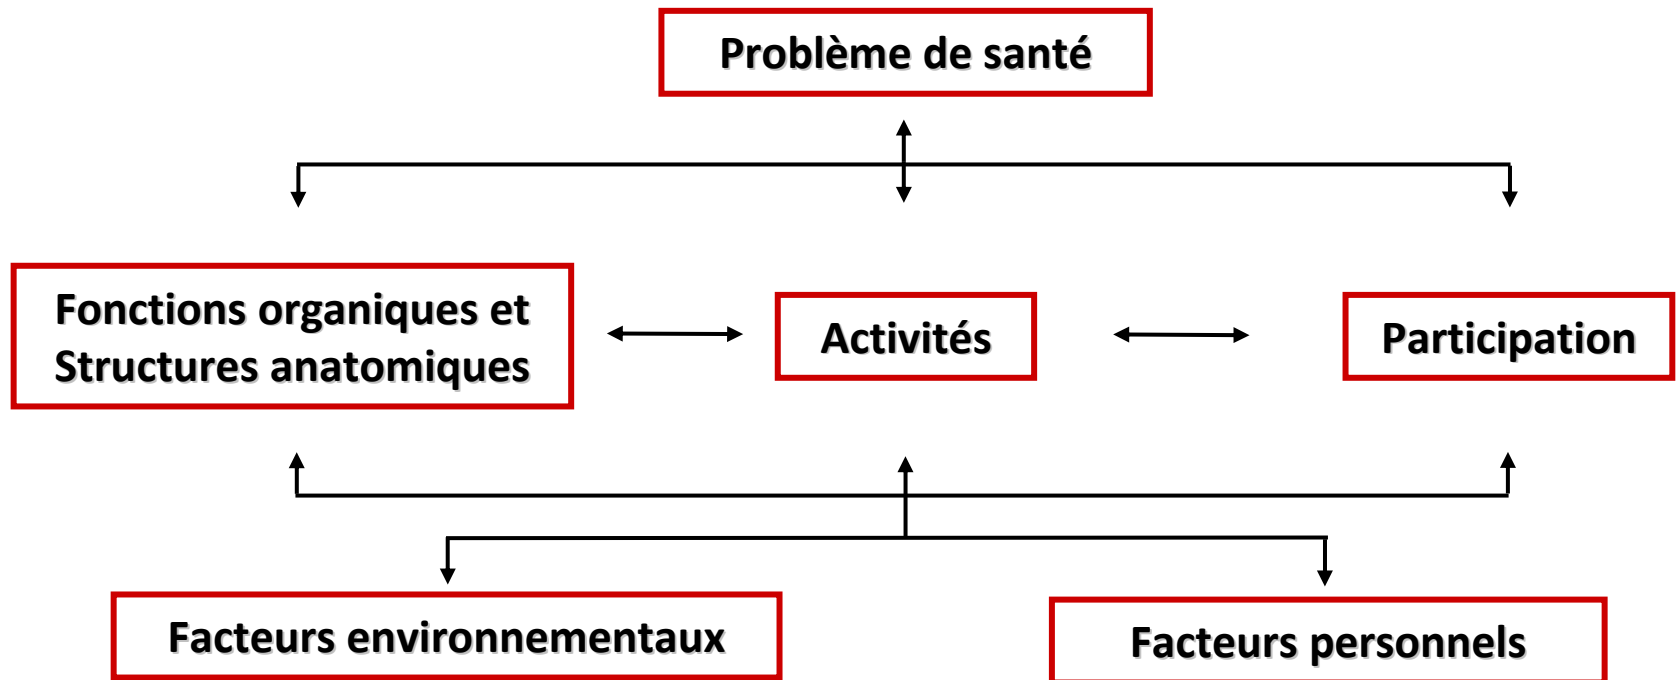 Problème de santé
Fonctions organiques et
Structures anatomiques
Activités
Participation
Facteurs environnementaux
Facteurs personnels